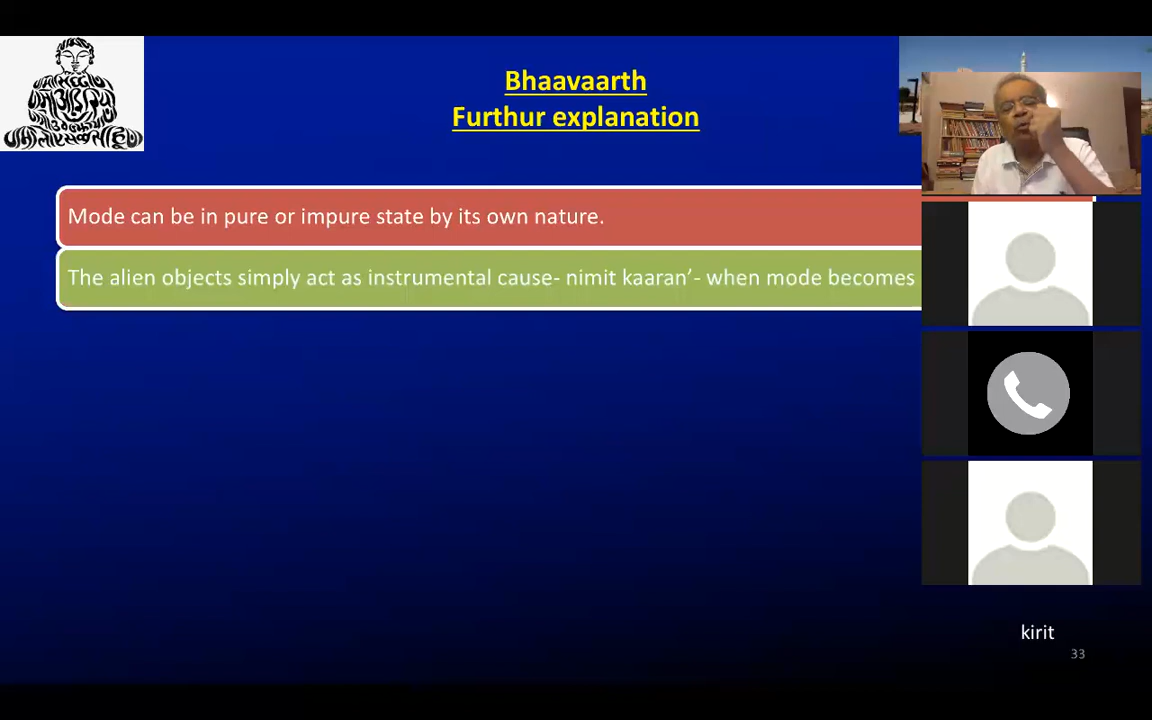 Bhaavaarth
Furthur explanation
Mode can be in pure or impure state by its own nature.
The alien objects simply act as instrumental cause- nimit kaaran’- when mode becomes
kirit
33